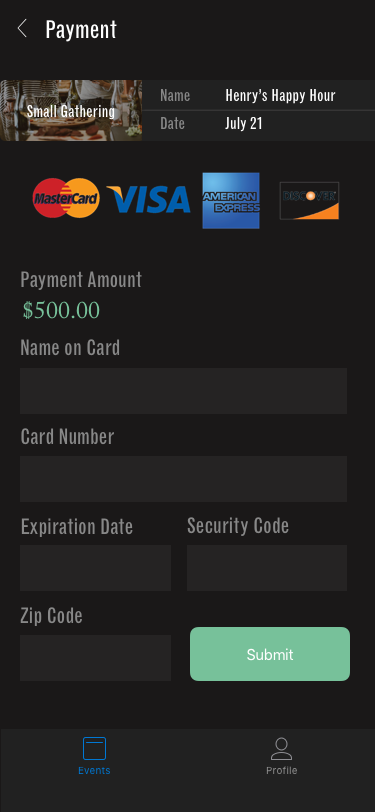 Payment
Small Gathering
Name Henry's Happy Hour
Date July 21
MasterCard VISA AMERICAN EXPRESS DISCOVER
Payment Amount
$500.00
Name on Card
Card Number
Expiration Date Security Code
Zip Code
Submit
Events Profile